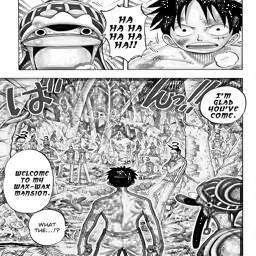 HA
HA HA
HA HA
HA!!
I'M
GLAD
YOU'VE
COME.
WELCOME
TO MY
WAX-WAX
MANSION.
WHAT
THE....!?